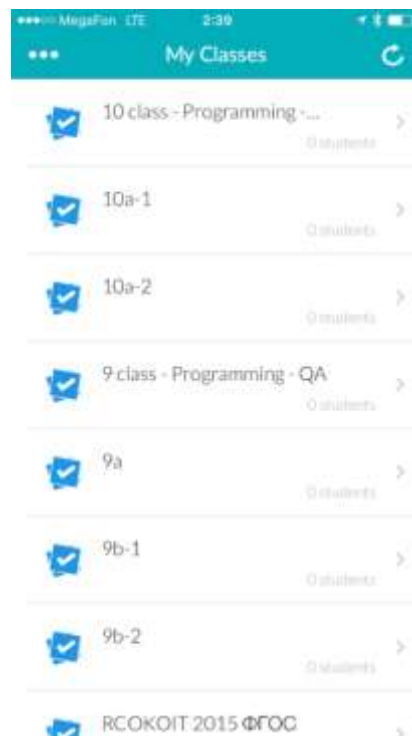 MegaFon LTE 2:39
My Classes
10 class - Programming -...
0 students
10a-1
0 students
10a-2
0 students
9 class - Programming - QA
0 students
9a
0 students
9b-1
0 students
9b-2
0 students
RCOKOIT 2015 ФГОС